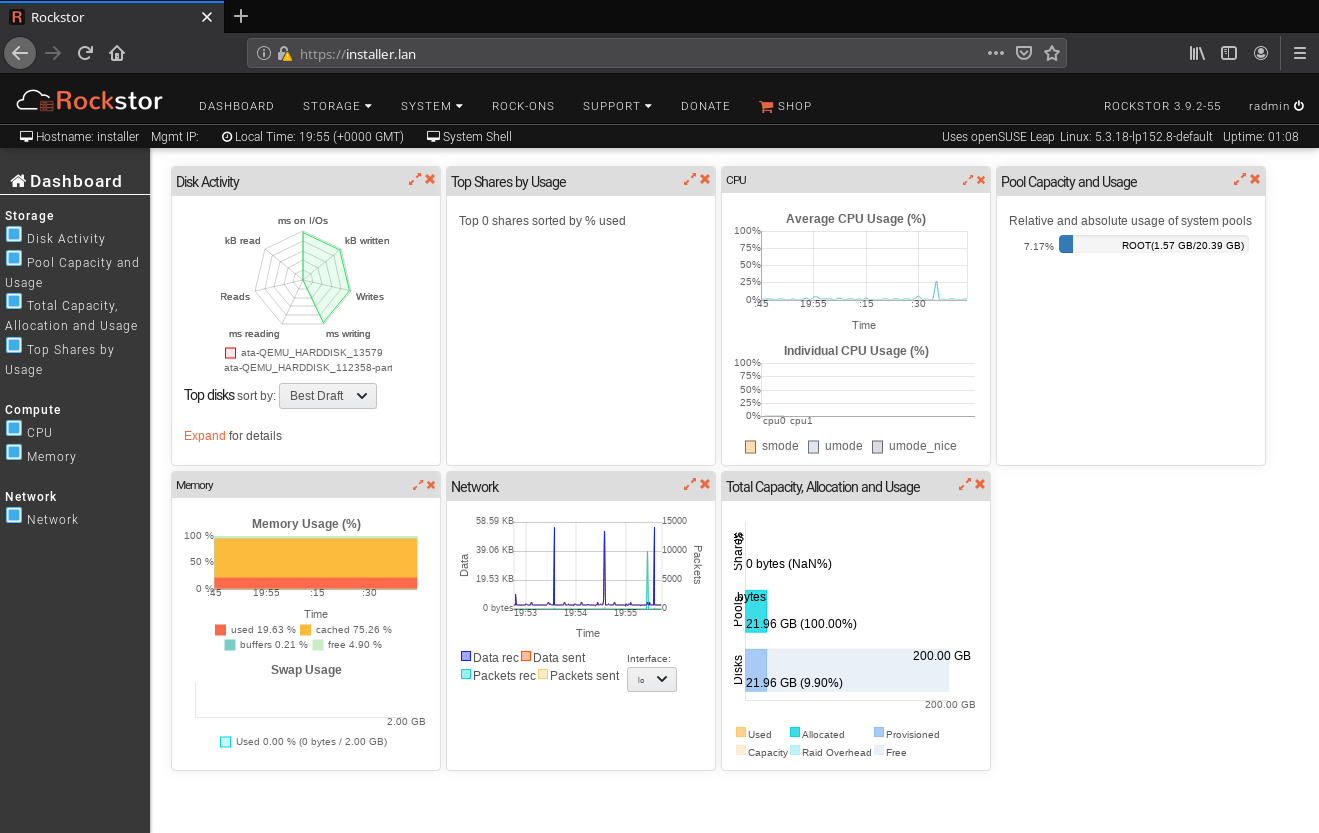 Rockstor
https://installer.lan
Rockstor
DASHBOARD STORAGE SYSTEM ROCK-ONS SUPPORT DONATE SHOP ROCKSTOR 3.9.2-55 radmin
Hostname: installer Mgmt IP: Local Time: 19:55 (+0000 GMT) System Shell Uses openSUSE Leap Linux: 5.3.18-lp152.8-default Uptime: 01:08
Dashboard
Storage
Disk Activity
Pool Capacity and
Usage
Total Capacity,
Allocation and Usage
Top Shares by
Usage
Compute
CPU
Memory
Network
Network
Disk Activity
ms on I/Os
kB read kB written
Reads Writes
ms reading ms writing
ata-QEMU_HARDDISK_13579
ata-QEMU_HARDDISK_112358-part
Top disks sort by: Best Draft
Expand for details
Top Shares by Usage
Top 0 shares sorted by % used
CPU
Average CPU Usage (%)
100%
75%
50%
25%
0%
:45 19:55 :15 :30
Time
Individual CPU Usage (%)
100%
75%
50%
25%
0%
cpu0 cpu1
smode umode umode_nice
Pool Capacity and Usage
Relative and absolute usage of system pools
7.17% ROOT(1.57 GB/20.39 GB)
Memory
Memory Usage (%)
100 %
50 %
0 %
:45 19:55 :15 :30
Time
used 19.63 % cached 75.26 %
buffers 0.21 % free 4.90 %
Swap Usage
2.00 GB
Used 0.00 % (0 bytes / 2.00 GB)
Network
58.59 KB 15000
39.06 KB 10000
19.53 KB 5000
0 bytes 0
Data Packets
19:53 19:54 19:55
Time
Data rec Data sent
Packets rec Packets sent
Interface:
lo
Total Capacity, Allocation and Usage
Shares
0 bytes (NaN%)
bytes
Pools
21.96 GB (100.00%)
200.00 GB
Disks
21.96 GB (9.90%)
200.00 GB
Used Allocated Provisioned
Capacity Raid Overhead Free